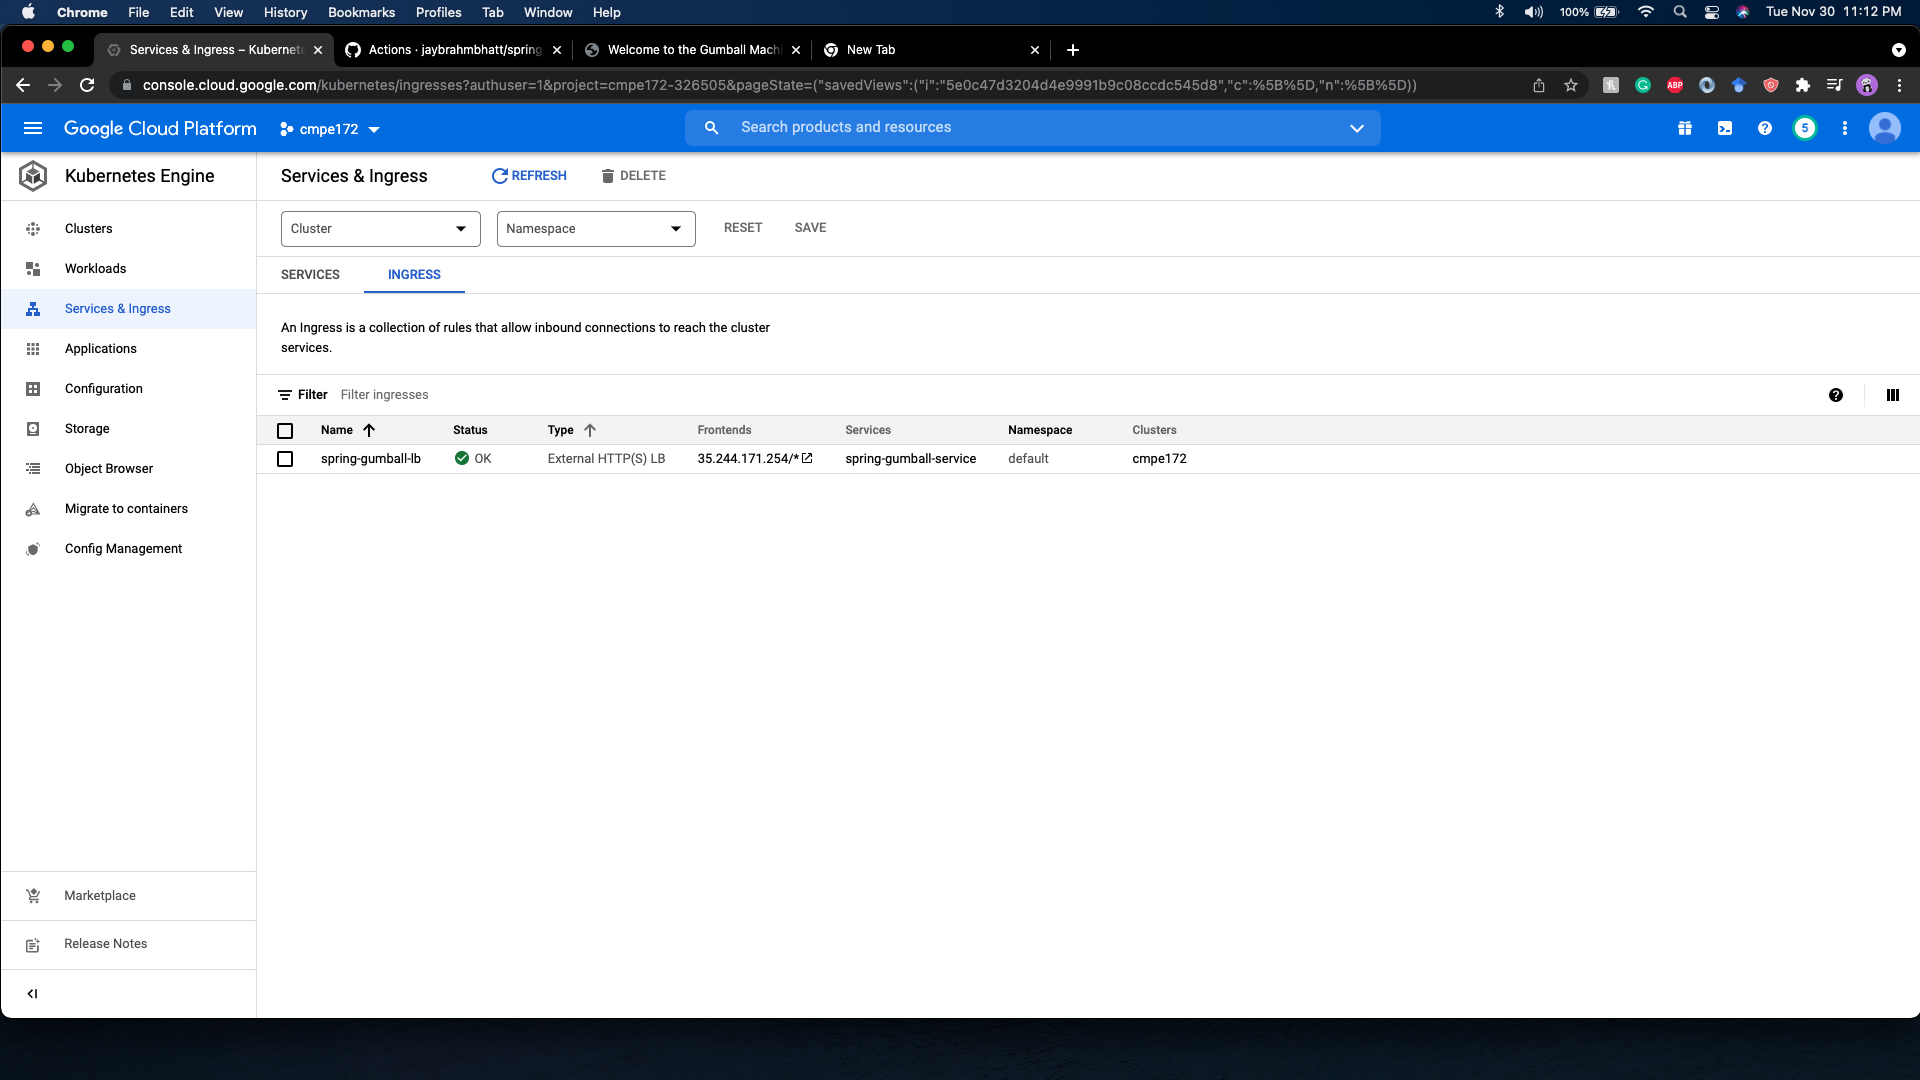 Chrome File Edit View History Bookmarks Profiles Tab Window Help 100% Tue Nov 30 11:12 PM
Services & Ingress – Kubernete Actions · jaybrahmbhatt/spring Welcome to the Gumball Machi New Tab
console.cloud.google.com/kubernetes/ingresses?authuser=1&project=cmpe172-326505&pageState=("savedViews":("i":"5e0c47d3204d4e9991b9c08ccdc545d8","c":%5B%5D,"n":%5B%5D))
ABP
Google Cloud Platform cmpe172 Search products and resources 5
Kubernetes Engine
Services & Ingress REFRESH DELETE
Clusters
Workloads
Services & Ingress
Applications
Configuration
Storage
Object Browser
Migrate to containers
Config Management
Marketplace
Release Notes
Cluster Namespace RESET SAVE
SERVICES INGRESS
An Ingress is a collection of rules that allow inbound connections to reach the cluster
services.
Filter Filter ingresses
Name Status Type Frontends Services Namespace Clusters
spring-gumball-lb OK External HTTP(S) LB 35.244.171.254/* spring-gumball-service default cmpe172